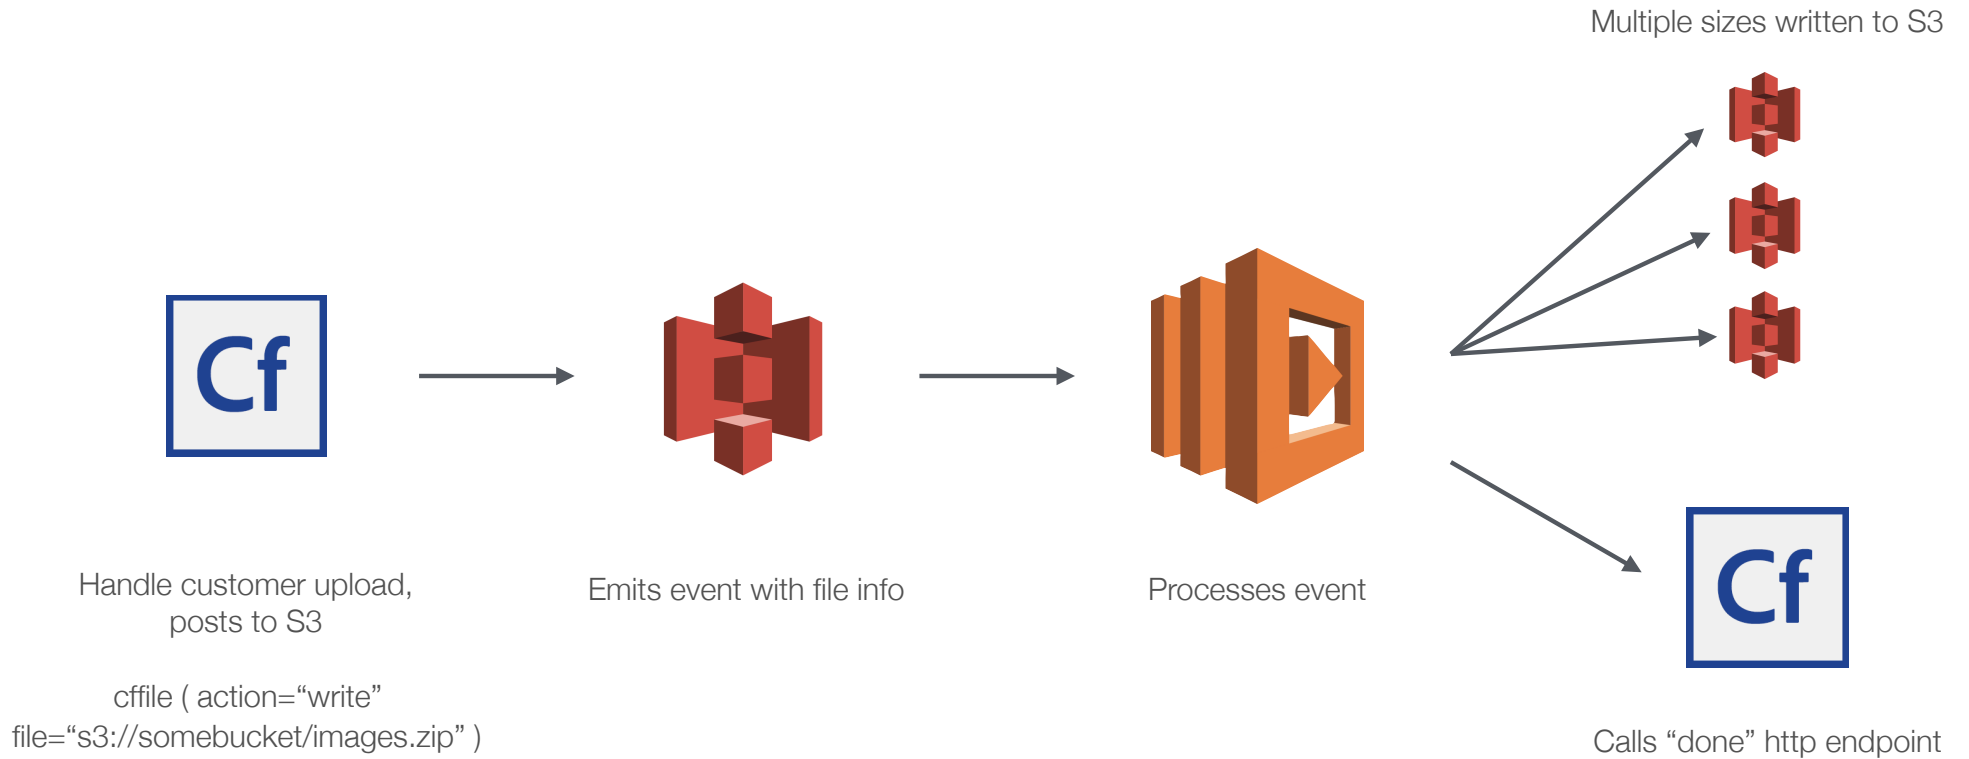 Multiple sizes written to S3
Cf
Handle customer upload,
posts to S3
cffile ( action=“write”
file=“s3://somebucket/images.zip” )
Emits event with file info
Processes event
Cf
Calls “done” http endpoint